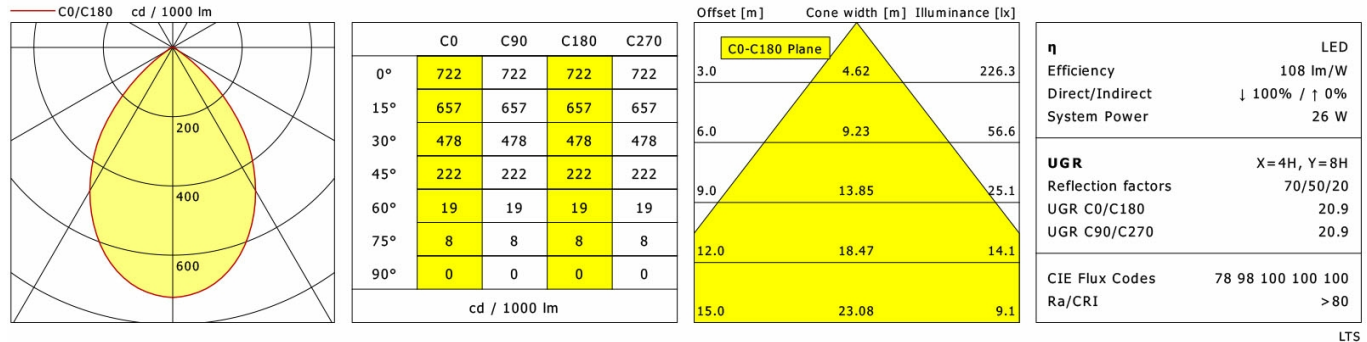 C0/C180 cd / 1000 lm
200
400
600
C0 C90 C180 C270
0° 722 722 722 722
15° 657 657 657 657
30° 478 478 478 478
45° 222 222 222 222
60° 19 19 19 19
75° 8 8 8 8
90° 0 0 0 0
cd / 1000 lm
Offset [m] Cone width [m] Illuminance [lx]
C0-C180 Plane
3.0 4.62 226.3
6.0 9.23 56.6
9.0 13.85 25.1
12.0 18.47 14.1
15.0 23.08 9.1
η LED
Efficiency 108 lm/W
Direct/Indirect ↓ 100% / ↑ 0%
System Power 26 W
UGR X=4H, Y=8H
Reflection factors 70/50/20
UGR C0/C180 20.9
UGR C90/C270 20.9
CIE Flux Codes 78 98 100 100 100
Ra/CRI >80
LTS